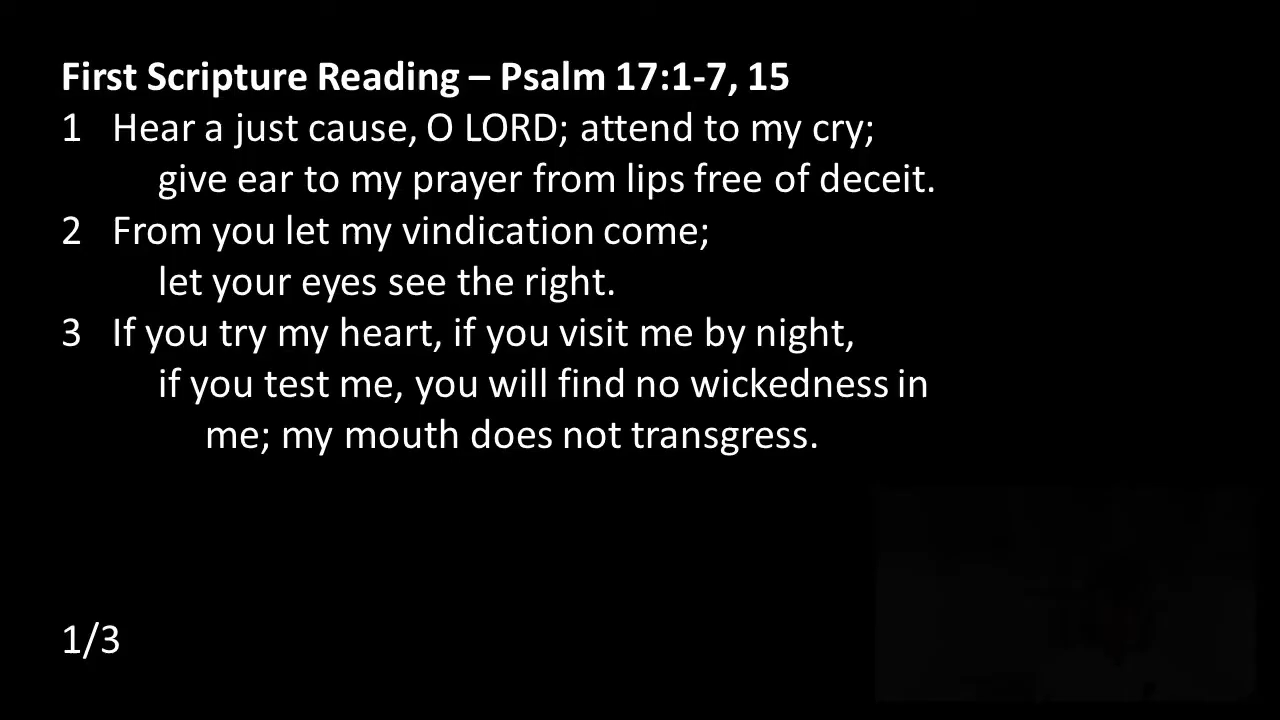 First Scripture Reading – Psalm 17:1-7, 15
1 Hear a just cause, O LORD; attend to my cry;
give ear to my prayer from lips free of deceit.
2 From you let my vindication come;
let your eyes see the right.
3 If you try my heart, if you visit me by night,
if you test me, you will find no wickedness in
me; my mouth does not transgress.
1/3